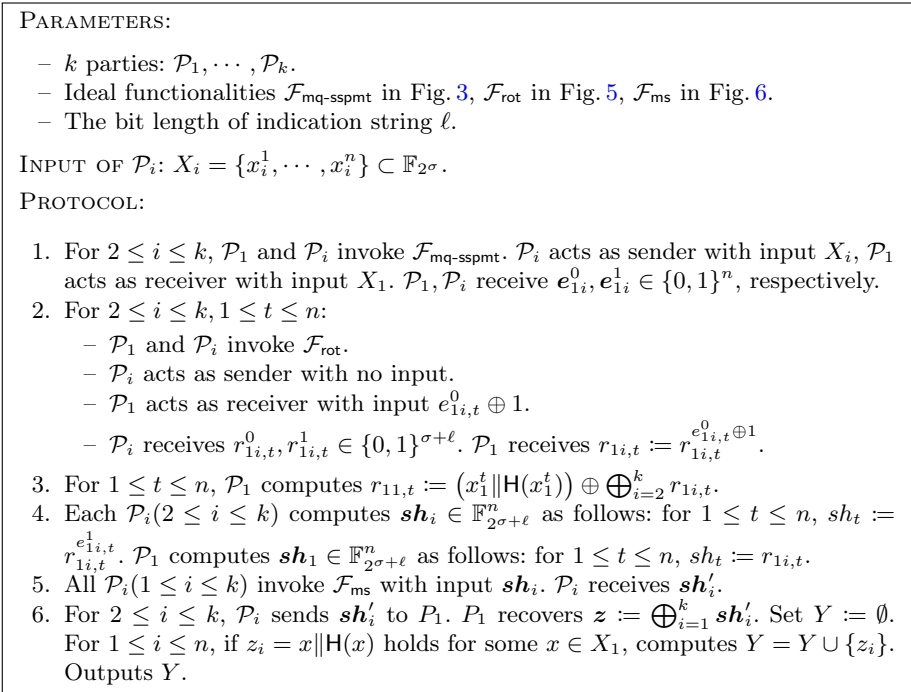 PARAMETERS:
– k parties: 𝒫₁, ⋯ , 𝒫ₖ.
– Ideal functionalities ℱ_mq-sspmt in Fig. 3, ℱ_rot in Fig. 5, ℱ_ms in Fig. 6.
– The bit length of indication string ℓ.
INPUT OF 𝒫ᵢ: Xᵢ = {x_i^1, ⋯ , x_i^n} ⊂ 𝔽_{2^σ}.
PROTOCOL:
1. For 2 ≤ i ≤ k, 𝒫₁ and 𝒫ᵢ invoke ℱ_mq-sspmt. 𝒫ᵢ acts as sender with input Xᵢ, 𝒫₁
acts as receiver with input X₁. 𝒫₁, 𝒫ᵢ receive e_{1i}^0, e_{1i}^1 ∈ {0, 1}^n, respectively.
2. For 2 ≤ i ≤ k, 1 ≤ t ≤ n:
– 𝒫₁ and 𝒫ᵢ invoke ℱ_rot.
– 𝒫ᵢ acts as sender with no input.
– 𝒫₁ acts as receiver with input e_{1i,t}^0 ⊕ 1.
– 𝒫ᵢ receives r_{1i,t}^0, r_{1i,t}^1 ∈ {0, 1}^{σ+ℓ}. 𝒫₁ receives r_{1i,t} := r_{1i,t}^{e_{1i,t}^0 ⊕ 1}.
3. For 1 ≤ t ≤ n, 𝒫₁ computes r_{11,t} := (x_1^t‖H(x_1^t)) ⊕ ⨁_{i=2}^k r_{1i,t}.
4. Each 𝒫ᵢ(2 ≤ i ≤ k) computes sh_i ∈ 𝔽_{2^{σ+ℓ}}^n as follows: for 1 ≤ t ≤ n, sh_t :=
r_{1i,t}^{e_{1i,t}^1}. 𝒫₁ computes sh_1 ∈ 𝔽_{2^{σ+ℓ}}^n as follows: for 1 ≤ t ≤ n, sh_t := r_{1i,t}.
5. All 𝒫ᵢ(1 ≤ i ≤ k) invoke ℱ_ms with input sh_i. 𝒫ᵢ receives sh′_i.
6. For 2 ≤ i ≤ k, 𝒫ᵢ sends sh′_i to P₁. P₁ recovers z := ⨁_{i=1}^k sh′_i. Set Y := ∅.
For 1 ≤ i ≤ n, if z_i = x‖H(x) holds for some x ∈ X₁, computes Y = Y ∪ {z_i}.
Outputs Y.